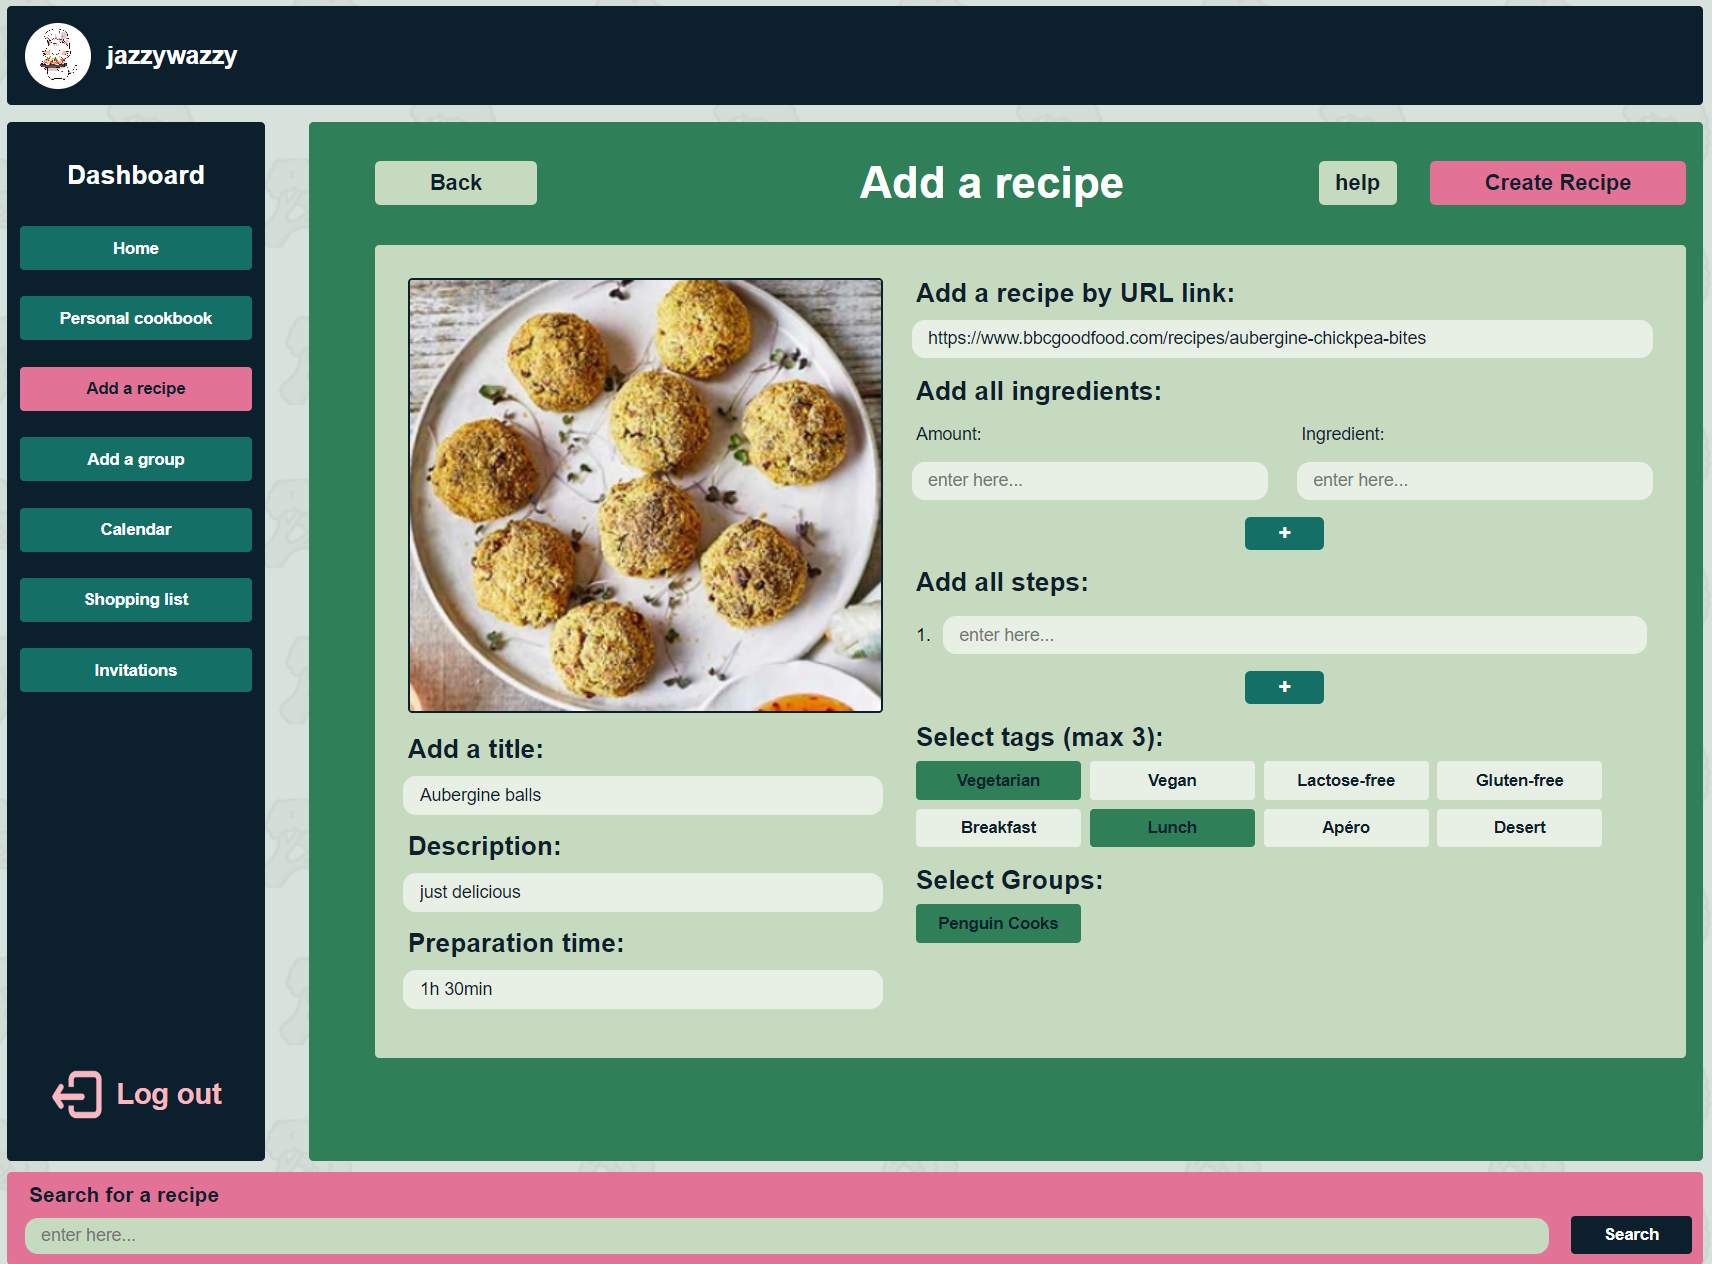 jazzywazzy
Dashboard
Home
Personal cookbook
Add a recipe
Add a group
Calendar
Shopping list
Invitations
Log out
Back
Add a recipe
help
Create Recipe
Add a title:
Aubergine balls
Description:
just delicious
Preparation time:
1h 30min
Add a recipe by URL link:
https://www.bbcgoodfood.com/recipes/aubergine-chickpea-bites
Add all ingredients:
Amount: Ingredient:
enter here... enter here...
+
Add all steps:
1. enter here...
+
Select tags (max 3):
Vegetarian Vegan Lactose-free Gluten-free
Breakfast Lunch Apéro Desert
Select Groups:
Penguin Cooks
Search for a recipe
enter here...
Search